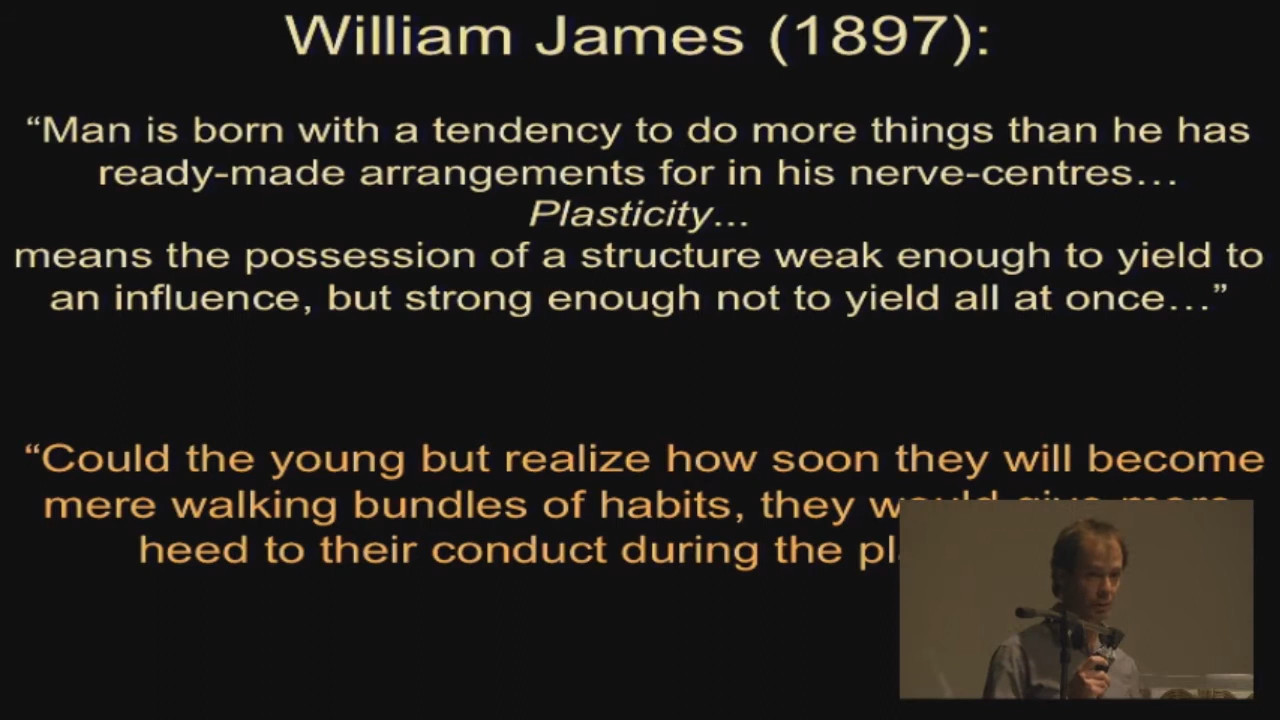 William James (1897):
“Man is born with a tendency to do more things than he has
ready-made arrangements for in his nerve-centres…
Plasticity...
means the possession of a structure weak enough to yield to
an influence, but strong enough not to yield all at once…”
“Could the young but realize how soon they will become
mere walking bundles of habits, they would give more
heed to their conduct during the